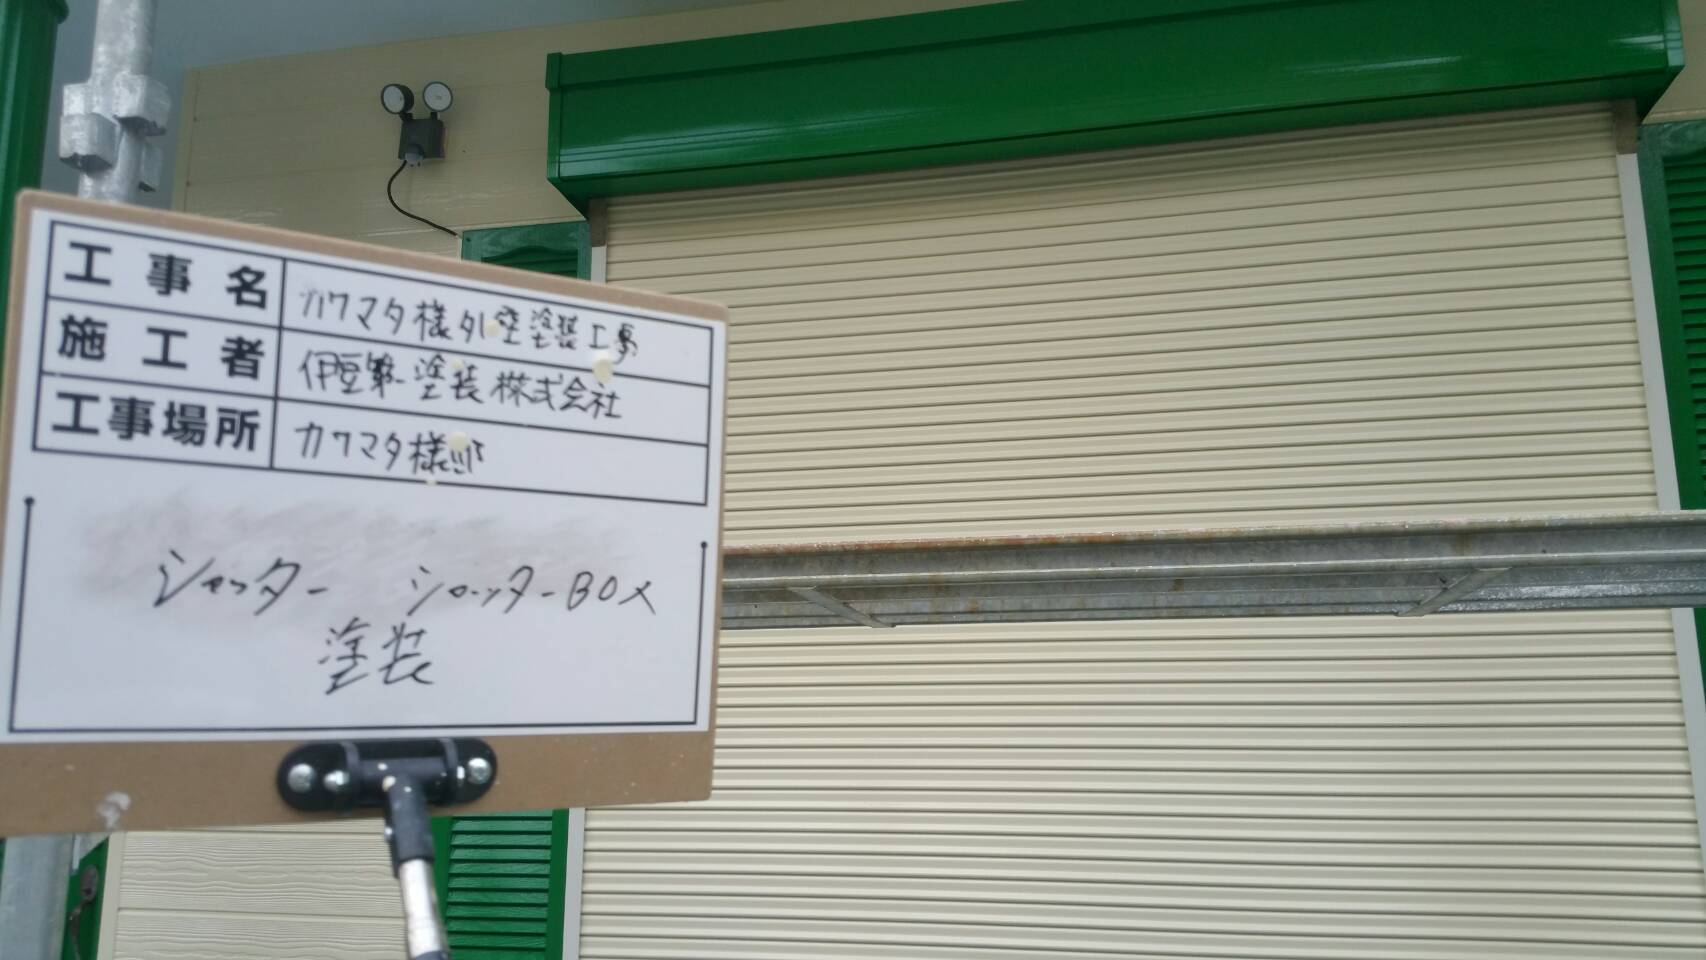 工事名 カワマタ様外壁塗装工事
施工者 伊豆第一塗装株式会社
工事場所 カワマタ様邸
シャッター シャッターBOX
塗装